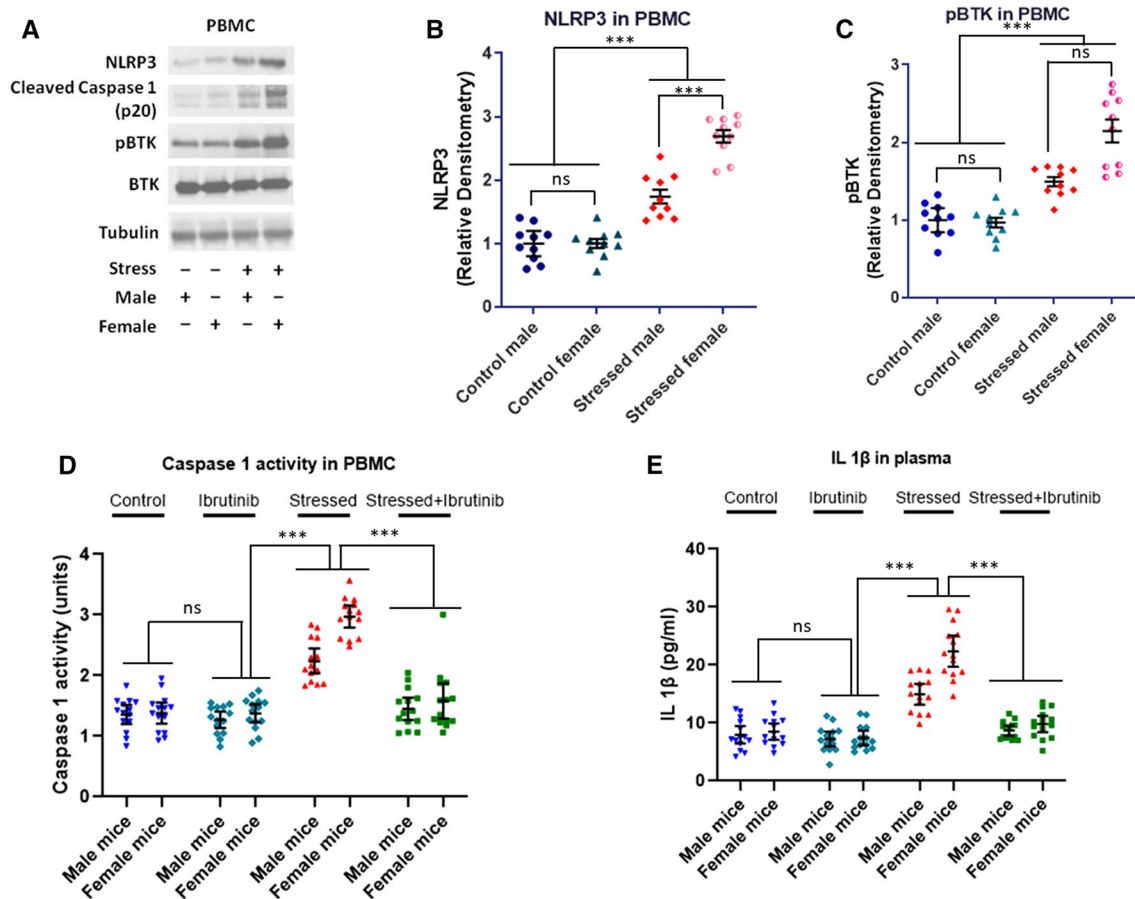 A
PBMC
NLRP3
Cleaved Caspase 1
(p20)
pBTK
BTK
Tubulin
Stress – – + +
Male + – + –
Female – + – +
B
NLRP3 in PBMC
***
***
ns
NLRP3
(Relative Densitometry)
4
3
2
1
0
Control male
Control female
Stressed male
Stressed female
C
pBTK in PBMC
***
ns
ns
pBTK
(Relative Densitometry)
3
2
1
0
Control male
Control female
Stressed male
Stressed female
D
Caspase 1 activity in PBMC
Control Ibrutinib Stressed Stressed+Ibrutinib
*** ***
ns
Caspase 1 activity (units)
4
3
2
1
0
Male mice
Female mice
Male mice
Female mice
Male mice
Female mice
Male mice
Female mice
E
IL 1β in plasma
Control Ibrutinib Stressed Stressed+Ibrutinib
*** ***
ns
IL 1β (pg/ml)
40
30
20
10
0
Male mice
Female mice
Male mice
Female mice
Male mice
Female mice
Male mice
Female mice